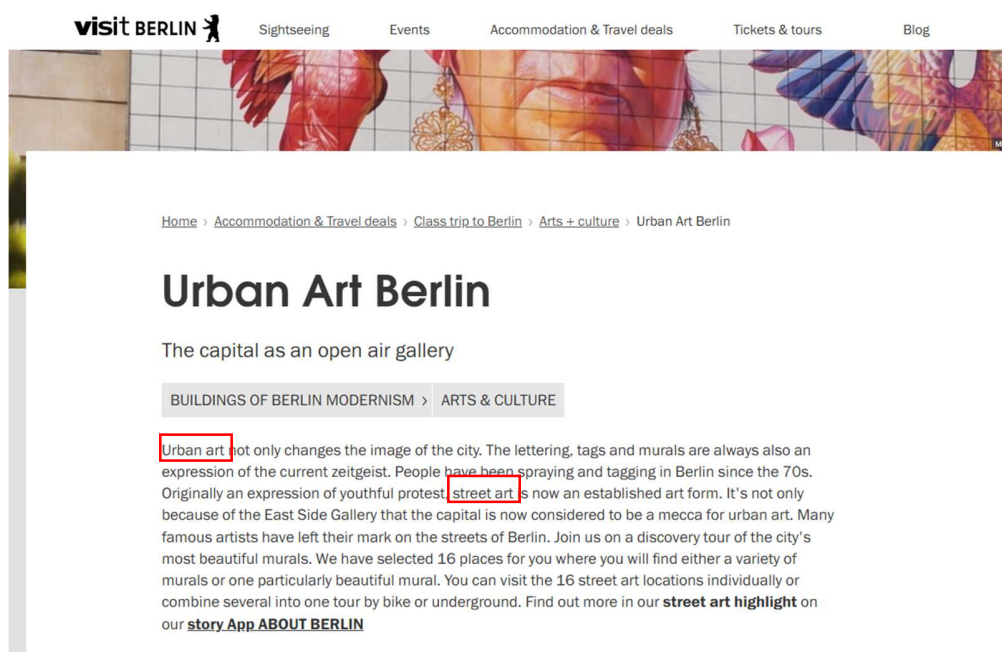 visit BERLIN
Sightseeing
Events
Accommodation & Travel deals
Tickets & tours
Blog
Home › Accommodation & Travel deals › Class trip to Berlin › Arts + culture › Urban Art Berlin
Urban Art Berlin
The capital as an open air gallery
BUILDINGS OF BERLIN MODERNISM › ARTS & CULTURE
Urban art not only changes the image of the city. The lettering, tags and murals are always also an
expression of the current zeitgeist. People have been spraying and tagging in Berlin since the 70s.
Originally an expression of youthful protest, street art is now an established art form. It's not only
because of the East Side Gallery that the capital is now considered to be a mecca for urban art. Many
famous artists have left their mark on the streets of Berlin. Join us on a discovery tour of the city's
most beautiful murals. We have selected 16 places for you where you will find either a variety of
murals or one particularly beautiful mural. You can visit the 16 street art locations individually or
combine several into one tour by bike or underground. Find out more in our street art highlight on
our story App ABOUT BERLIN